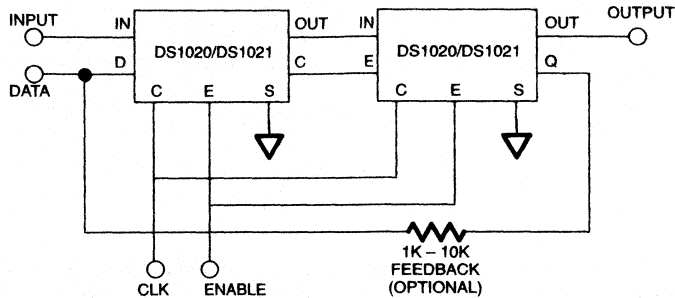 INPUT
IN
DS1020/DS1021
OUT
IN
DS1020/DS1021
OUT
OUTPUT
DATA
D
C
E
Q
C
E
S
C
E
S
1K – 10K
FEEDBACK
(OPTIONAL)
CLK
ENABLE